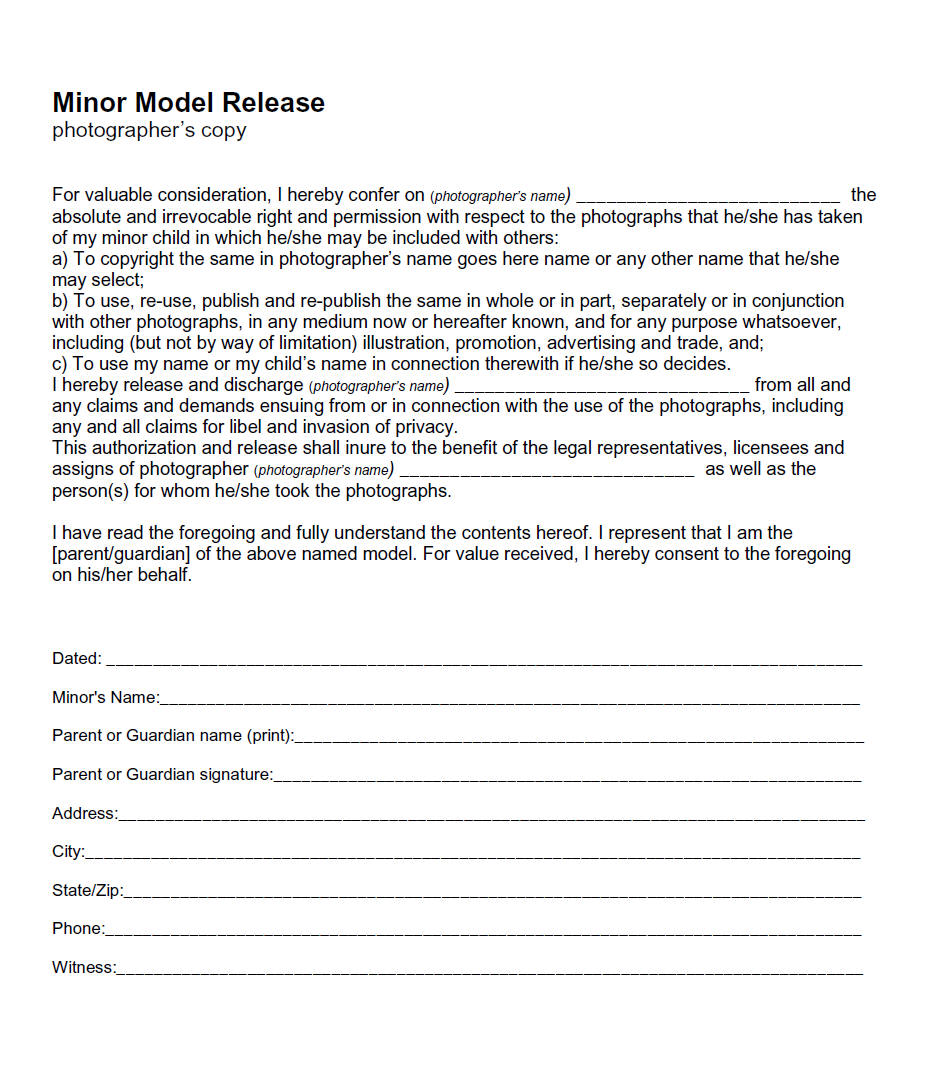 Minor Model Release
photographer's copy
For valuable consideration, I hereby confer on (photographer's name) __________________________ the
absolute and irrevocable right and permission with respect to the photographs that he/she has taken
of my minor child in which he/she may be included with others:
a) To copyright the same in photographer's name goes here name or any other name that he/she
may select;
b) To use, re-use, publish and re-publish the same in whole or in part, separately or in conjunction
with other photographs, in any medium now or hereafter known, and for any purpose whatsoever,
including (but not by way of limitation) illustration, promotion, advertising and trade, and;
c) To use my name or my child's name in connection therewith if he/she so decides.
I hereby release and discharge (photographer's name) _____________________________ from all and
any claims and demands ensuing from or in connection with the use of the photographs, including
any and all claims for libel and invasion of privacy.
This authorization and release shall inure to the benefit of the legal representatives, licensees and
assigns of photographer (photographer's name) _____________________________ as well as the
person(s) for whom he/she took the photographs.
I have read the foregoing and fully understand the contents hereof. I represent that I am the
[parent/guardian] of the above named model. For value received, I hereby consent to the foregoing
on his/her behalf.
Dated: ______________________________________________________________________
Minor's Name:______________________________________________________________________
Parent or Guardian name (print):______________________________________________________________
Parent or Guardian signature:______________________________________________________________
Address:______________________________________________________________________
City:______________________________________________________________________
State/Zip:______________________________________________________________________
Phone:______________________________________________________________________
Witness:______________________________________________________________________